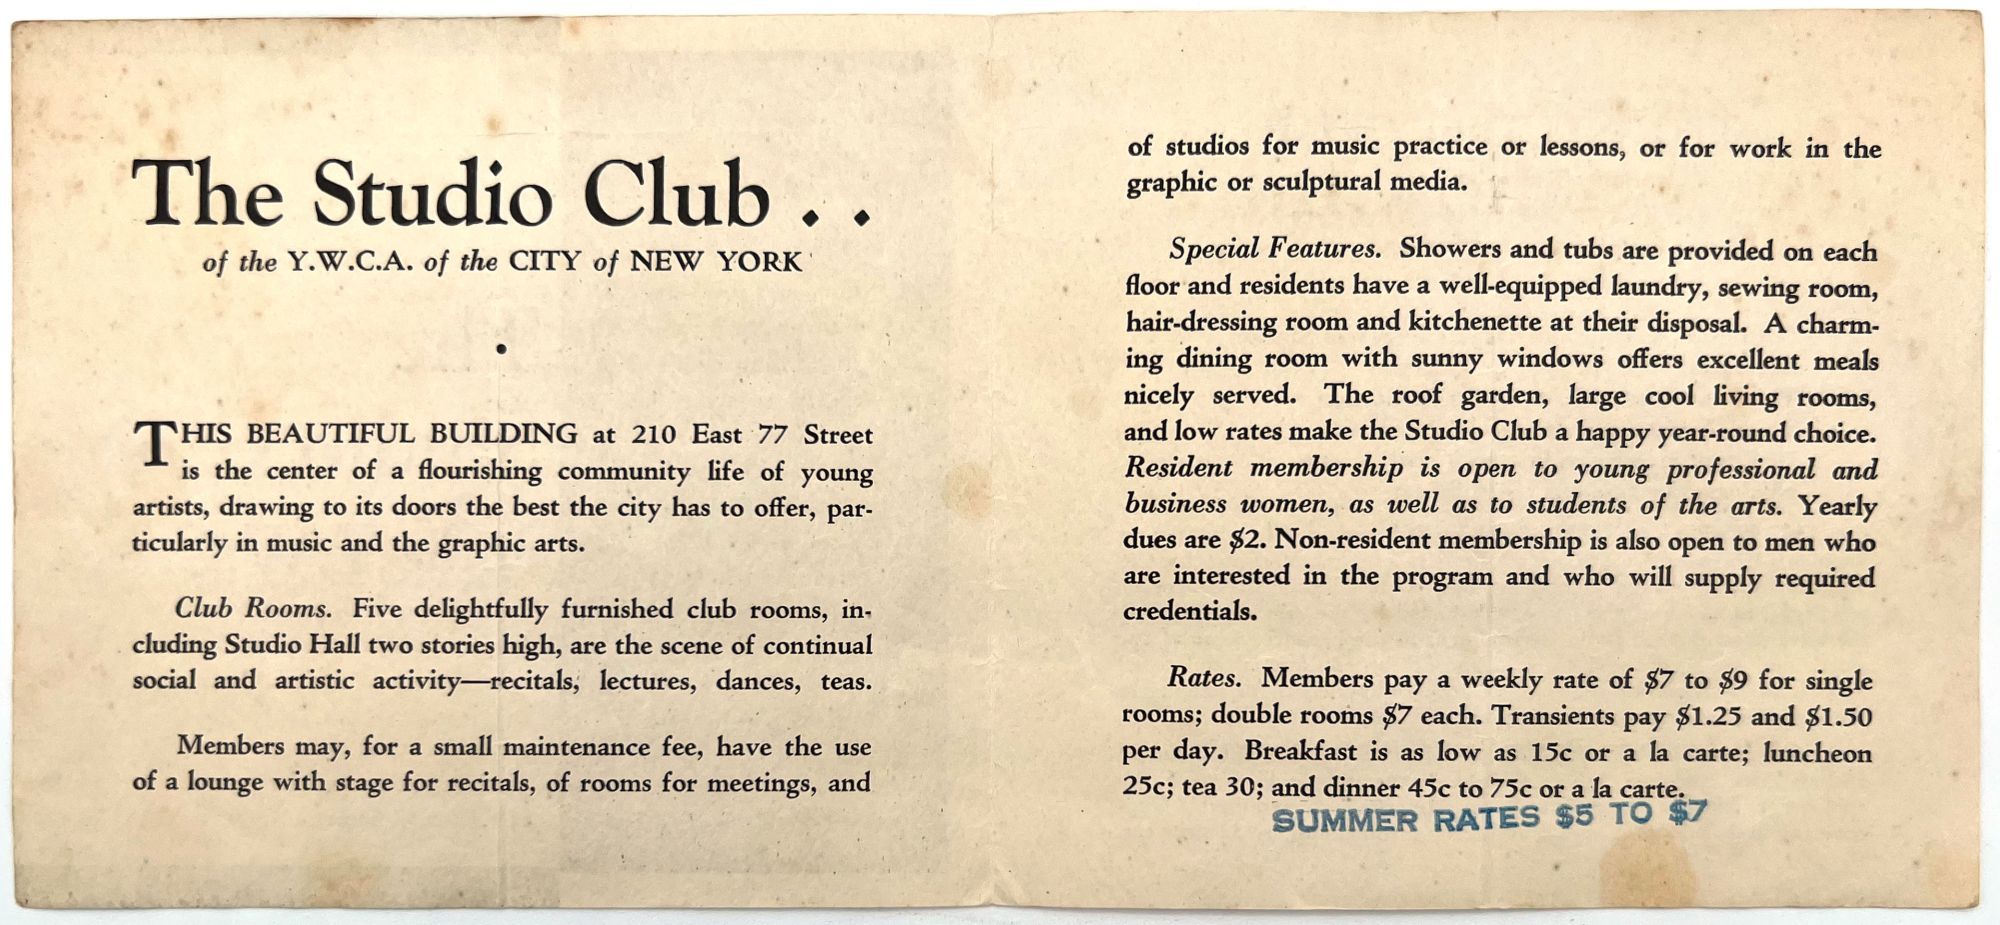 The Studio Club . .
of the Y.W.C.A. of the CITY of NEW YORK
•
THIS BEAUTIFUL BUILDING at 210 East 77 Street
is the center of a flourishing community life of young
artists, drawing to its doors the best the city has to offer, par-
ticularly in music and the graphic arts.
Club Rooms. Five delightfully furnished club rooms, in-
cluding Studio Hall two stories high, are the scene of continual
social and artistic activity—recitals, lectures, dances, teas.
Members may, for a small maintenance fee, have the use
of a lounge with stage for recitals, of rooms for meetings, and
of studios for music practice or lessons, or for work in the
graphic or sculptural media.
Special Features. Showers and tubs are provided on each
floor and residents have a well-equipped laundry, sewing room,
hair-dressing room and kitchenette at their disposal. A charm-
ing dining room with sunny windows offers excellent meals
nicely served. The roof garden, large cool living rooms,
and low rates make the Studio Club a happy year-round choice.
Resident membership is open to young professional and
business women, as well as to students of the arts. Yearly
dues are $2. Non-resident membership is also open to men who
are interested in the program and who will supply required
credentials.
Rates. Members pay a weekly rate of $7 to $9 for single
rooms; double rooms $7 each. Transients pay $1.25 and $1.50
per day. Breakfast is as low as 15c or a la carte; luncheon
25c; tea 30; and dinner 45c to 75c or a la carte.
SUMMER RATES $5 TO $7